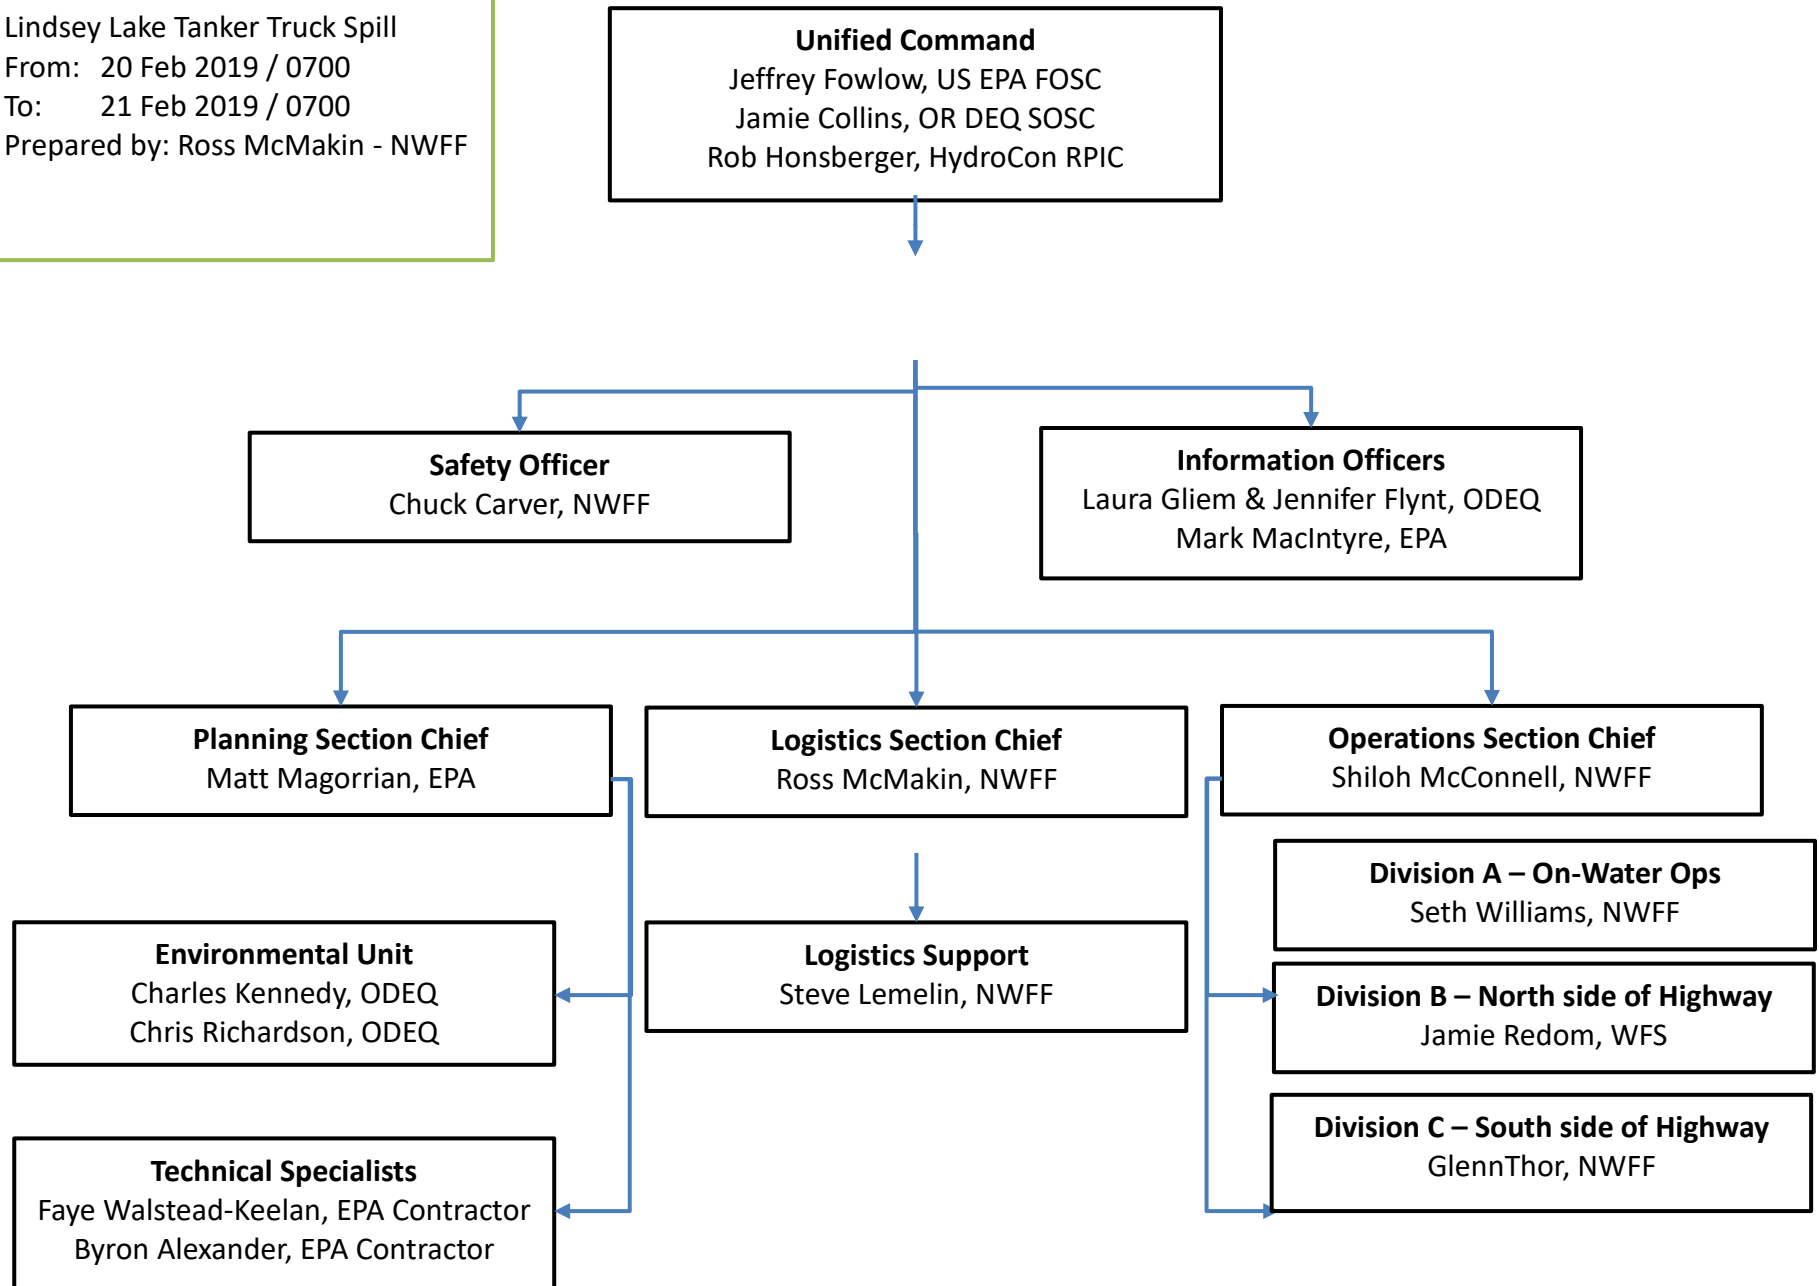 Lindsey Lake Tanker Truck Spill
From: 20 Feb 2019 / 0700
To: 21 Feb 2019 / 0700
Prepared by: Ross McMakin - NWFF
Unified Command
Jeffrey Fowlow, US EPA FOSC
Jamie Collins, OR DEQ SOSC
Rob Honsberger, HydroCon RPIC
Safety Officer
Chuck Carver, NWFF
Information Officers
Laura Gliem & Jennifer Flynt, ODEQ
Mark MacIntyre, EPA
Planning Section Chief
Matt Magorrian, EPA
Logistics Section Chief
Ross McMakin, NWFF
Operations Section Chief
Shiloh McConnell, NWFF
Environmental Unit
Charles Kennedy, ODEQ
Chris Richardson, ODEQ
Technical Specialists
Faye Walstead-Keelan, EPA Contractor
Byron Alexander, EPA Contractor
Logistics Support
Steve Lemelin, NWFF
Division A – On-Water Ops
Seth Williams, NWFF
Division B – North side of Highway
Jamie Redom, WFS
Division C – South side of Highway
GlennThor, NWFF